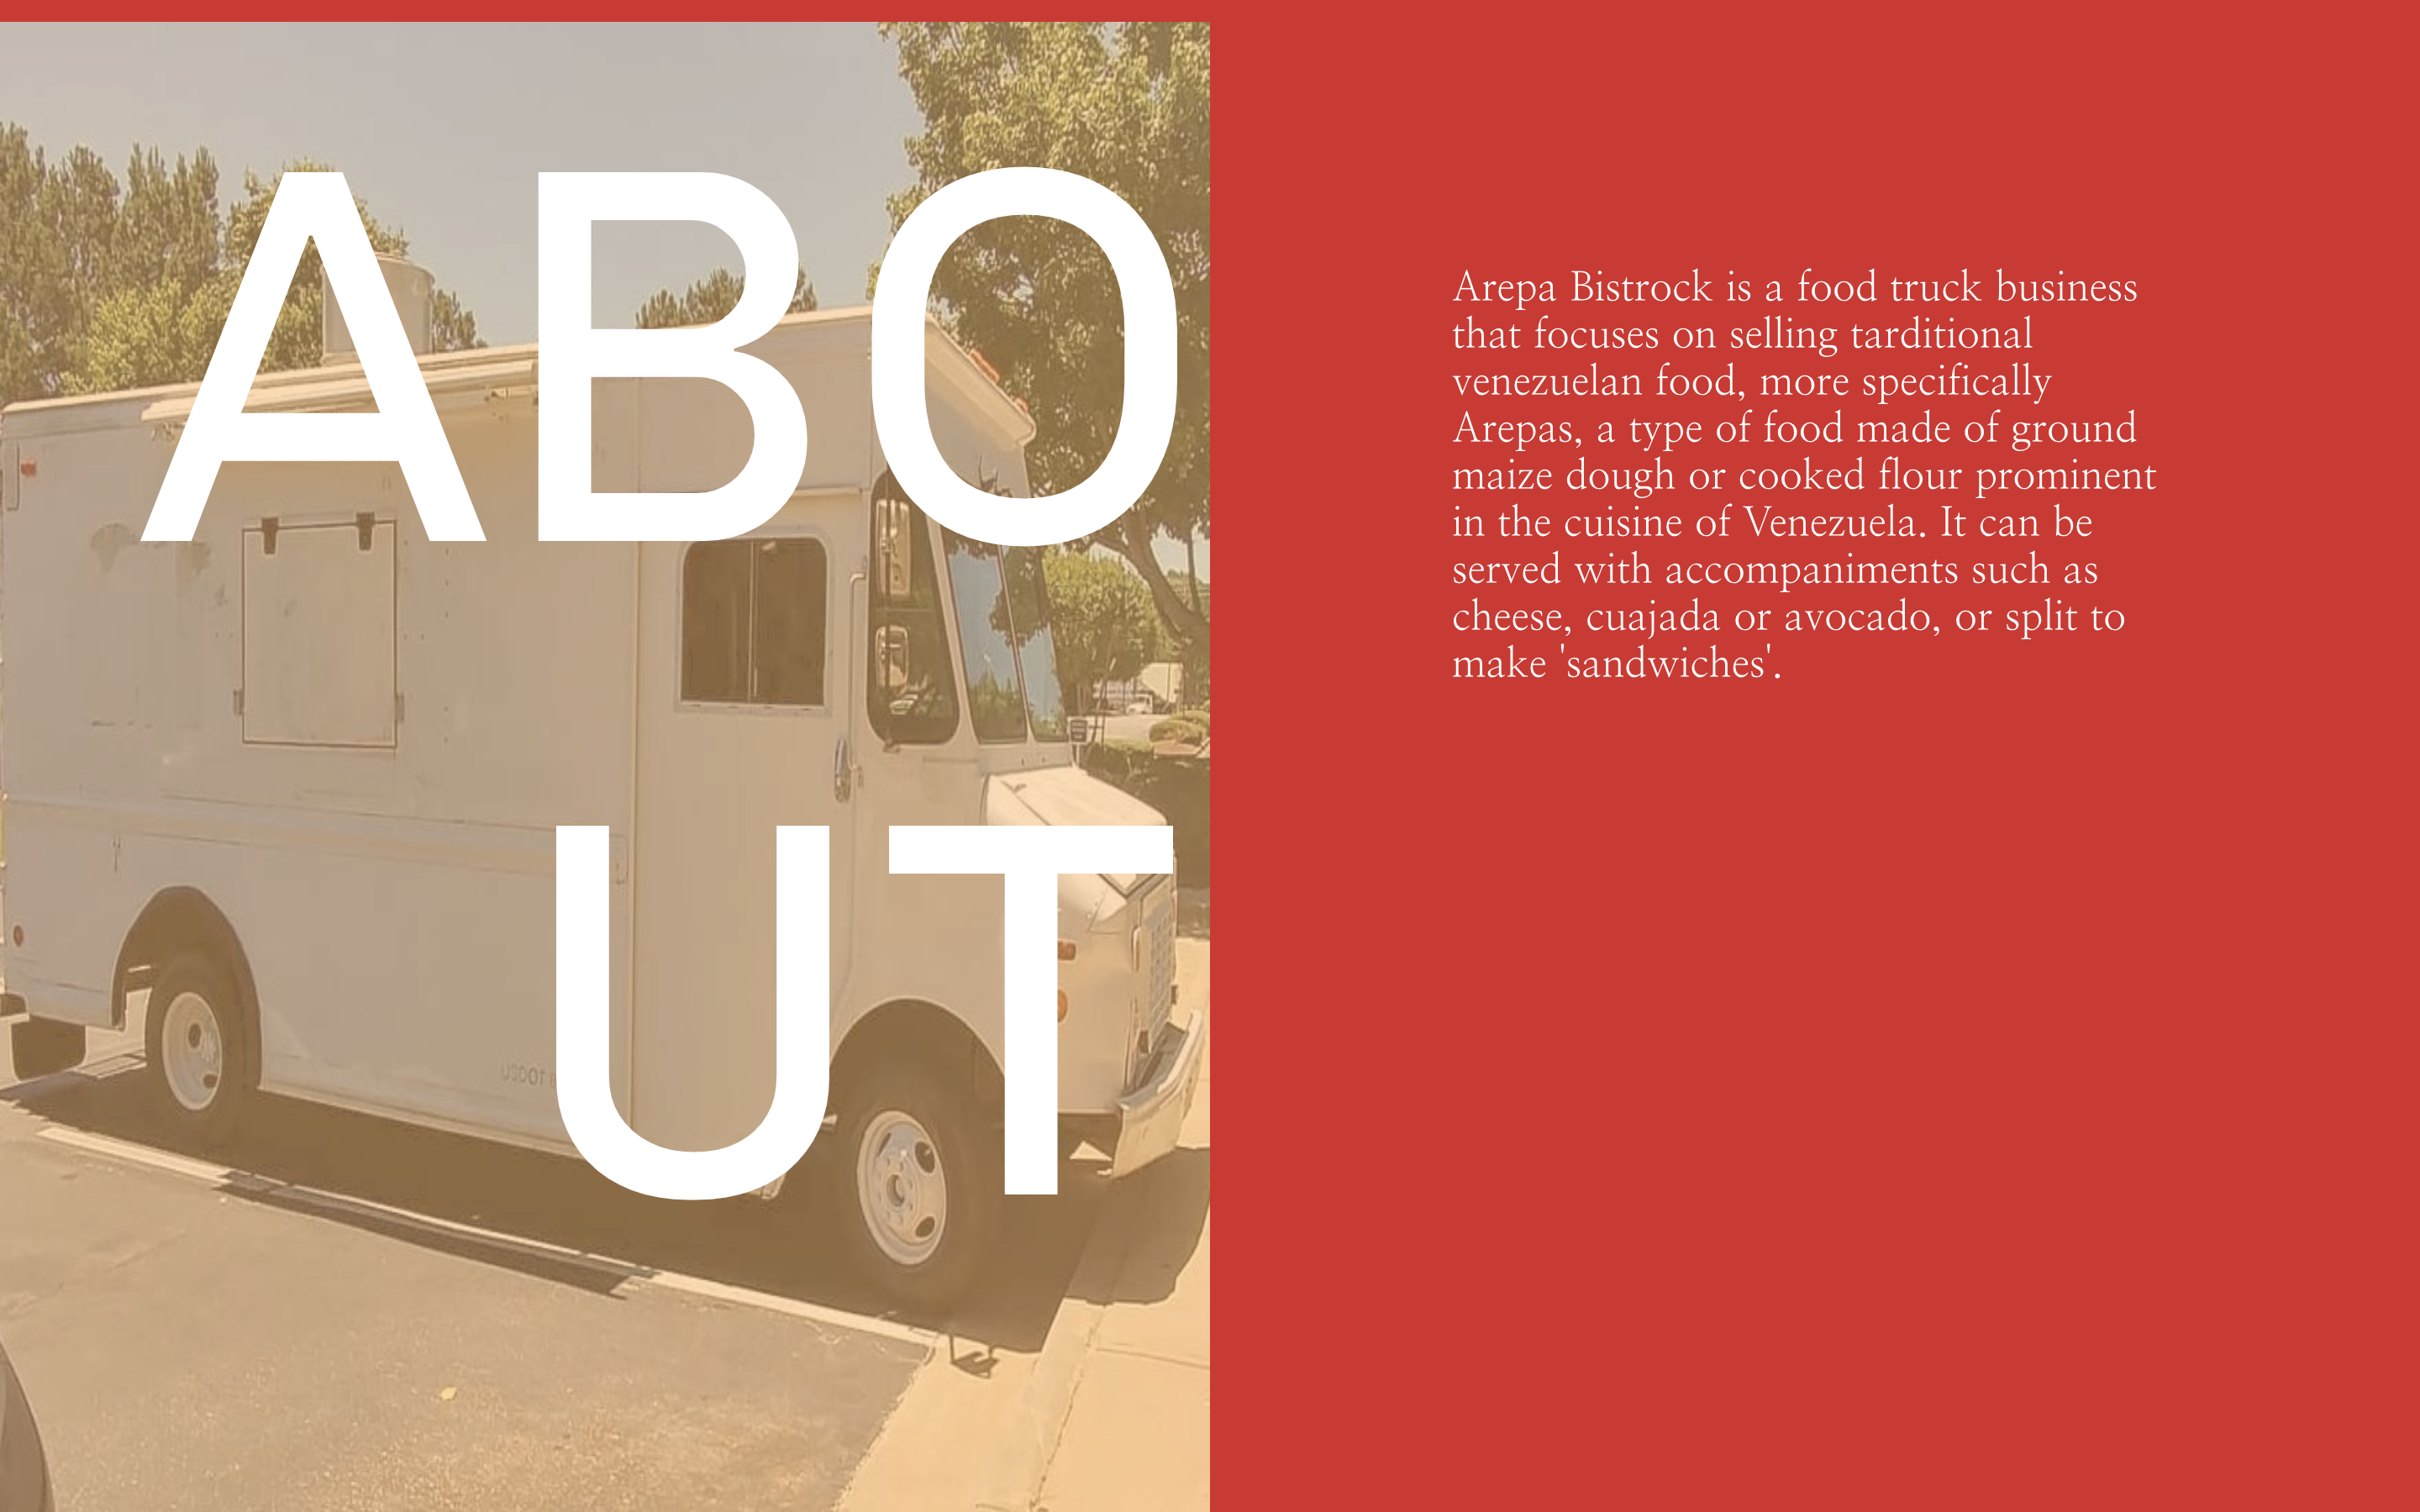 ABO
UT
Arepa Bistrock is a food truck business
that focuses on selling tarditional
venezuelan food, more specifically
Arepas, a type of food made of ground
maize dough or cooked flour prominent
in the cuisine of Venezuela. It can be
served with accompaniments such as
cheese, cuajada or avocado, or split to
make 'sandwiches'.
USDOT